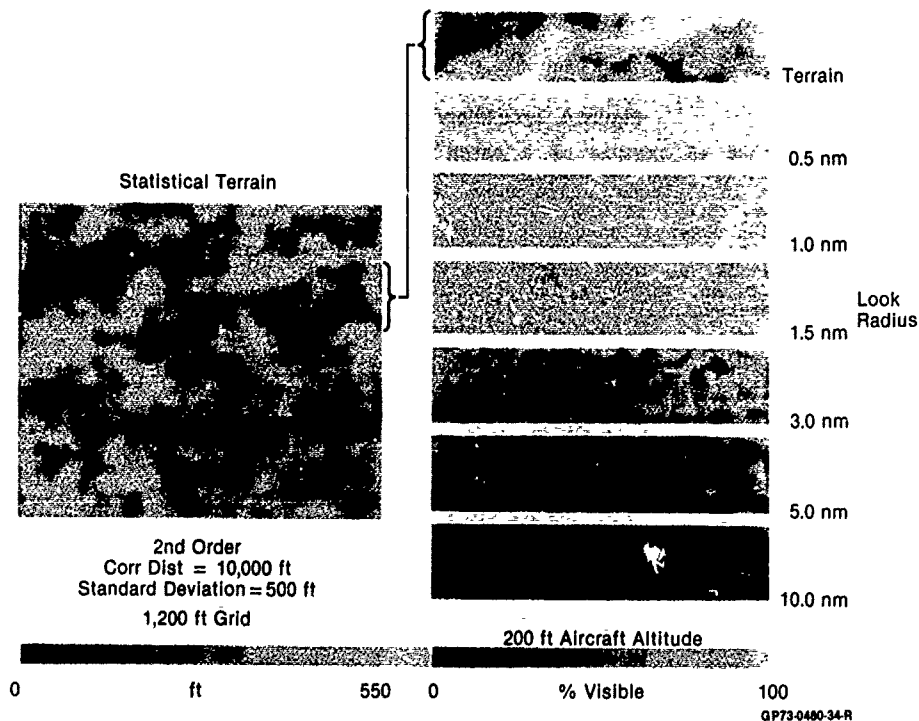 Terrain
0.5 nm
Statistical Terrain
1.0 nm
Look
Radius
1.5 nm
3.0 nm
5.0 nm
2nd Order
Corr Dist = 10,000 ft
Standard Deviation = 500 ft
10.0 nm
1,200 ft Grid
200 ft Aircraft Altitude
0 ft 550 0 % Visible 100
GP73-0480-34-R